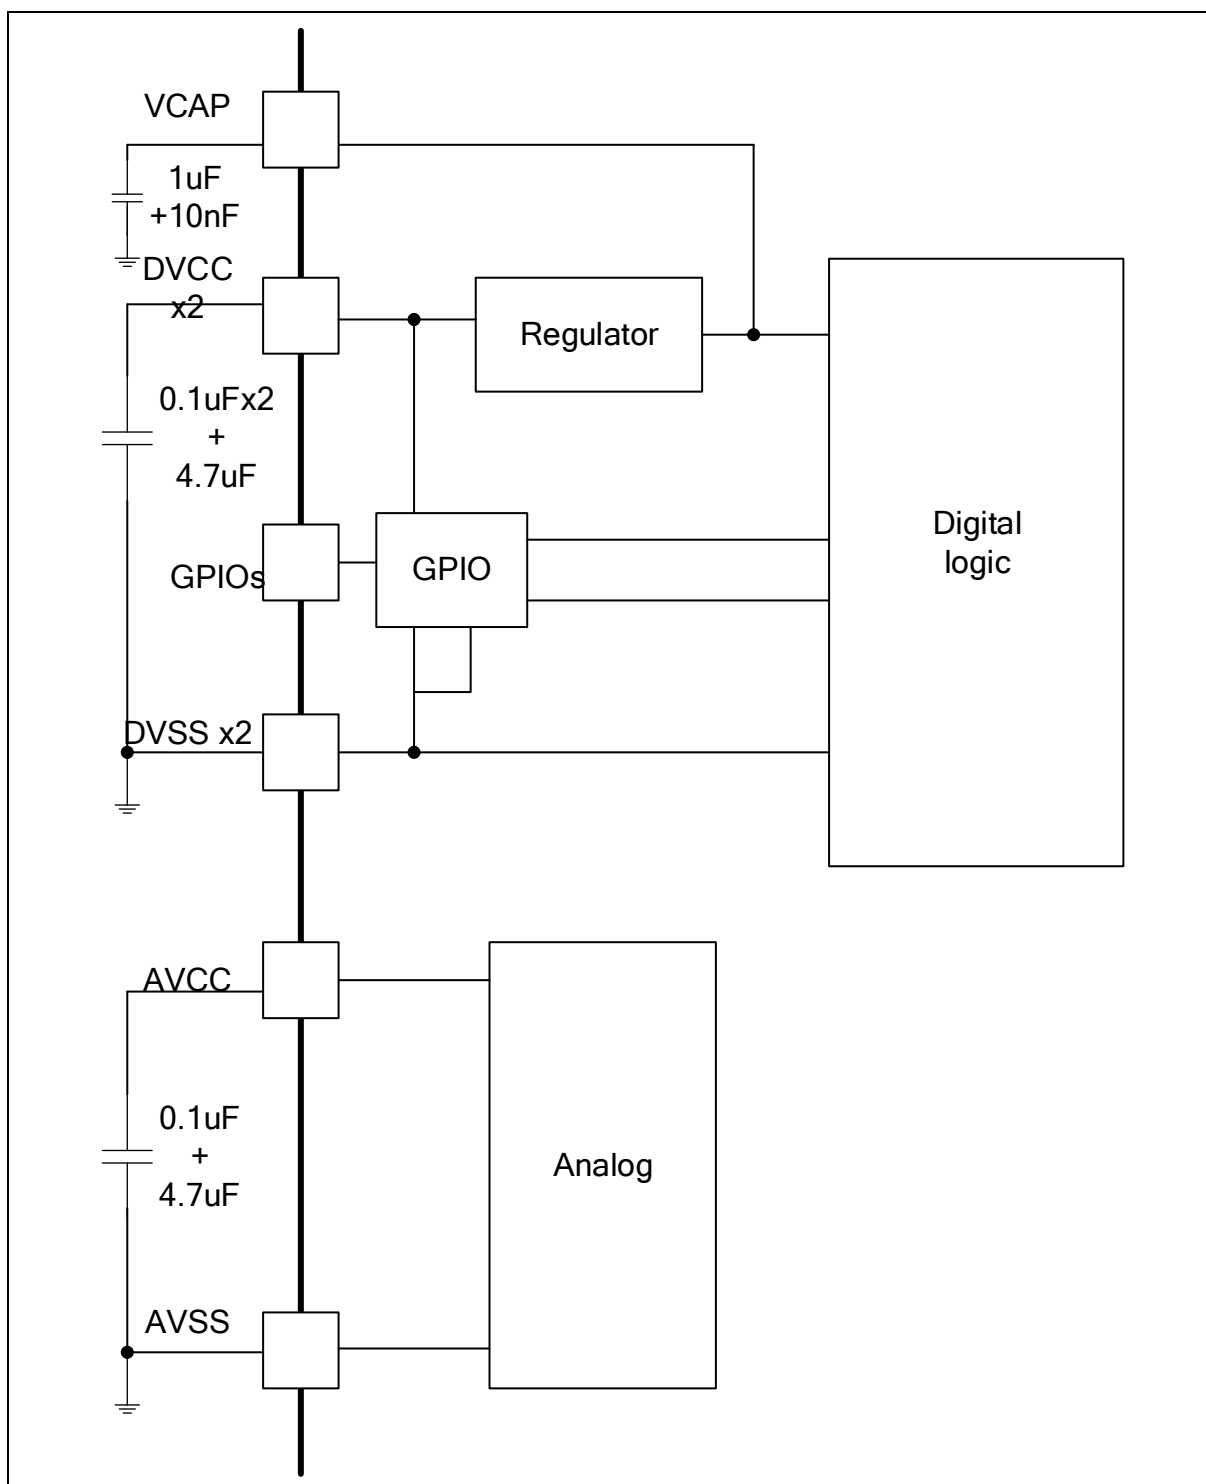 VCAP
1uF
+10nF
DVCC
x2
Regulator
0.1uFx2
+
4.7uF
Digital
logic
GPIOs
GPIO
DVSS x2
AVCC
0.1uF
+
4.7uF
Analog
AVSS